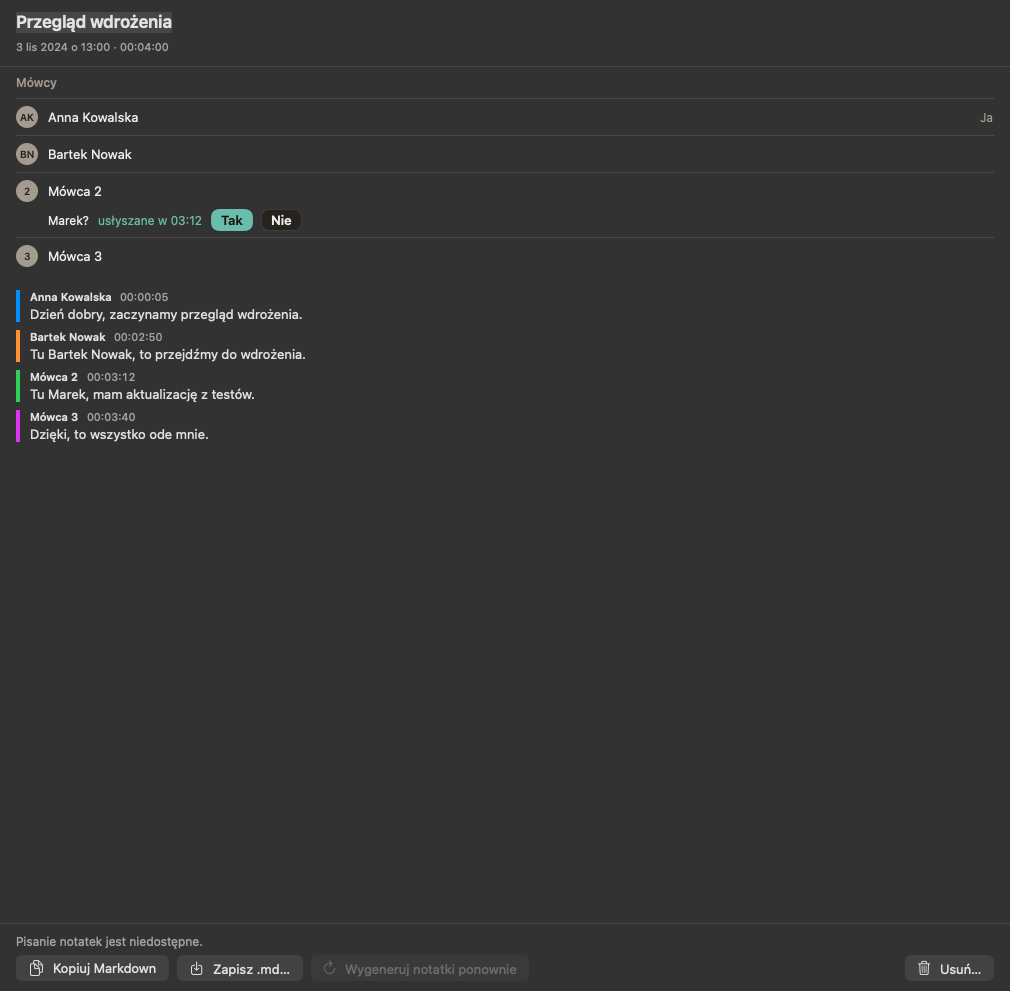 Przegląd wdrożenia
3 lis 2024 o 13:00 · 00:04:00
Mówcy
AK Anna Kowalska Ja
BN Bartek Nowak
2 Mówca 2
Marek? usłyszane w 03:12 Tak Nie
3 Mówca 3
Anna Kowalska 00:00:05
Dzień dobry, zaczynamy przegląd wdrożenia.
Bartek Nowak 00:02:50
Tu Bartek Nowak, to przejdźmy do wdrożenia.
Mówca 2 00:03:12
Tu Marek, mam aktualizację z testów.
Mówca 3 00:03:40
Dzięki, to wszystko ode mnie.
Pisanie notatek jest niedostępne.
Kopiuj Markdown Zapisz .md... Wygeneruj notatki ponownie Usuń...